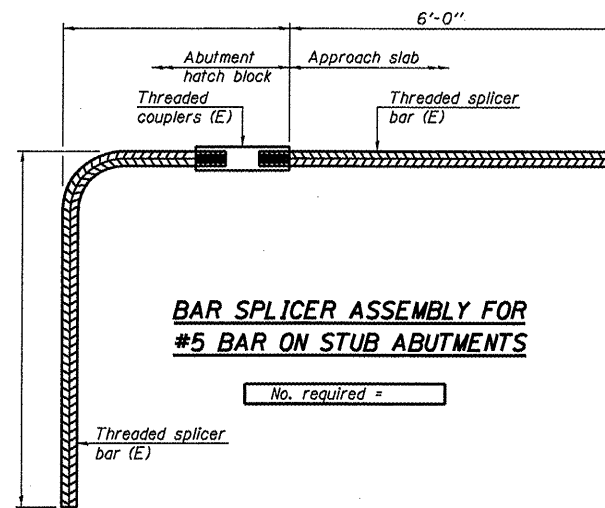 6'-0"
Abutment
hatch block
Approach slab
Threaded
couplers (E)
Threaded splicer
bar (E)
BAR SPLICER ASSEMBLY FOR
#5 BAR ON STUB ABUTMENTS
No. required =
Threaded splicer
bar (E)